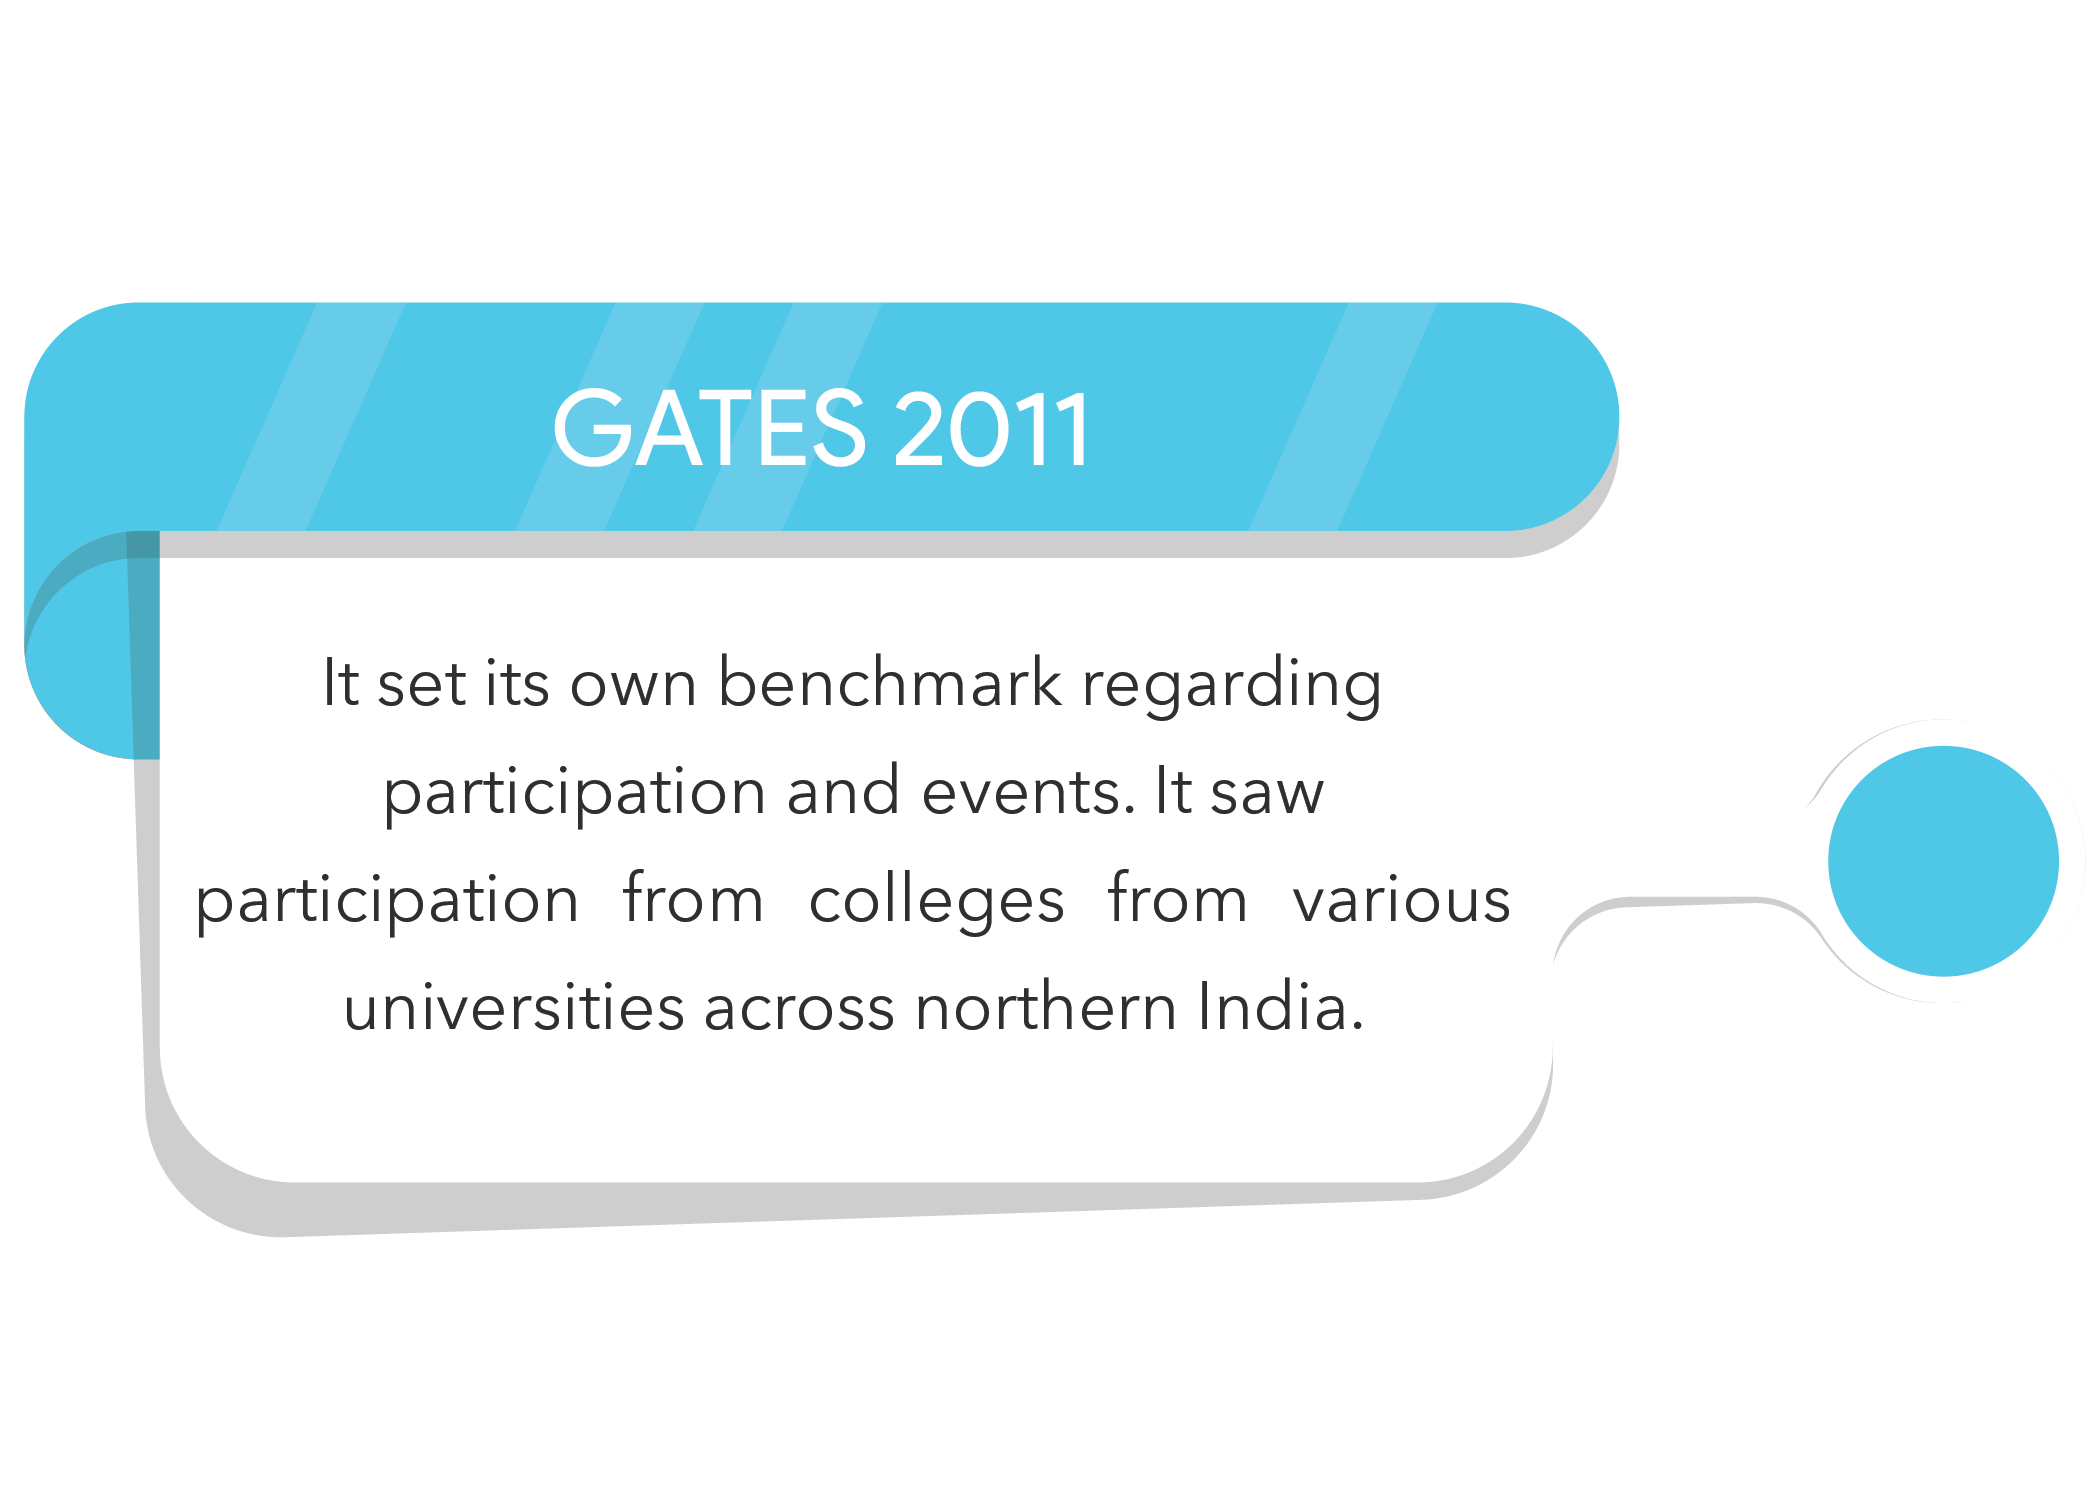 GATES 2011
It set its own benchmark regarding
participation and events. It saw
participation from colleges from various
universities across northern India.